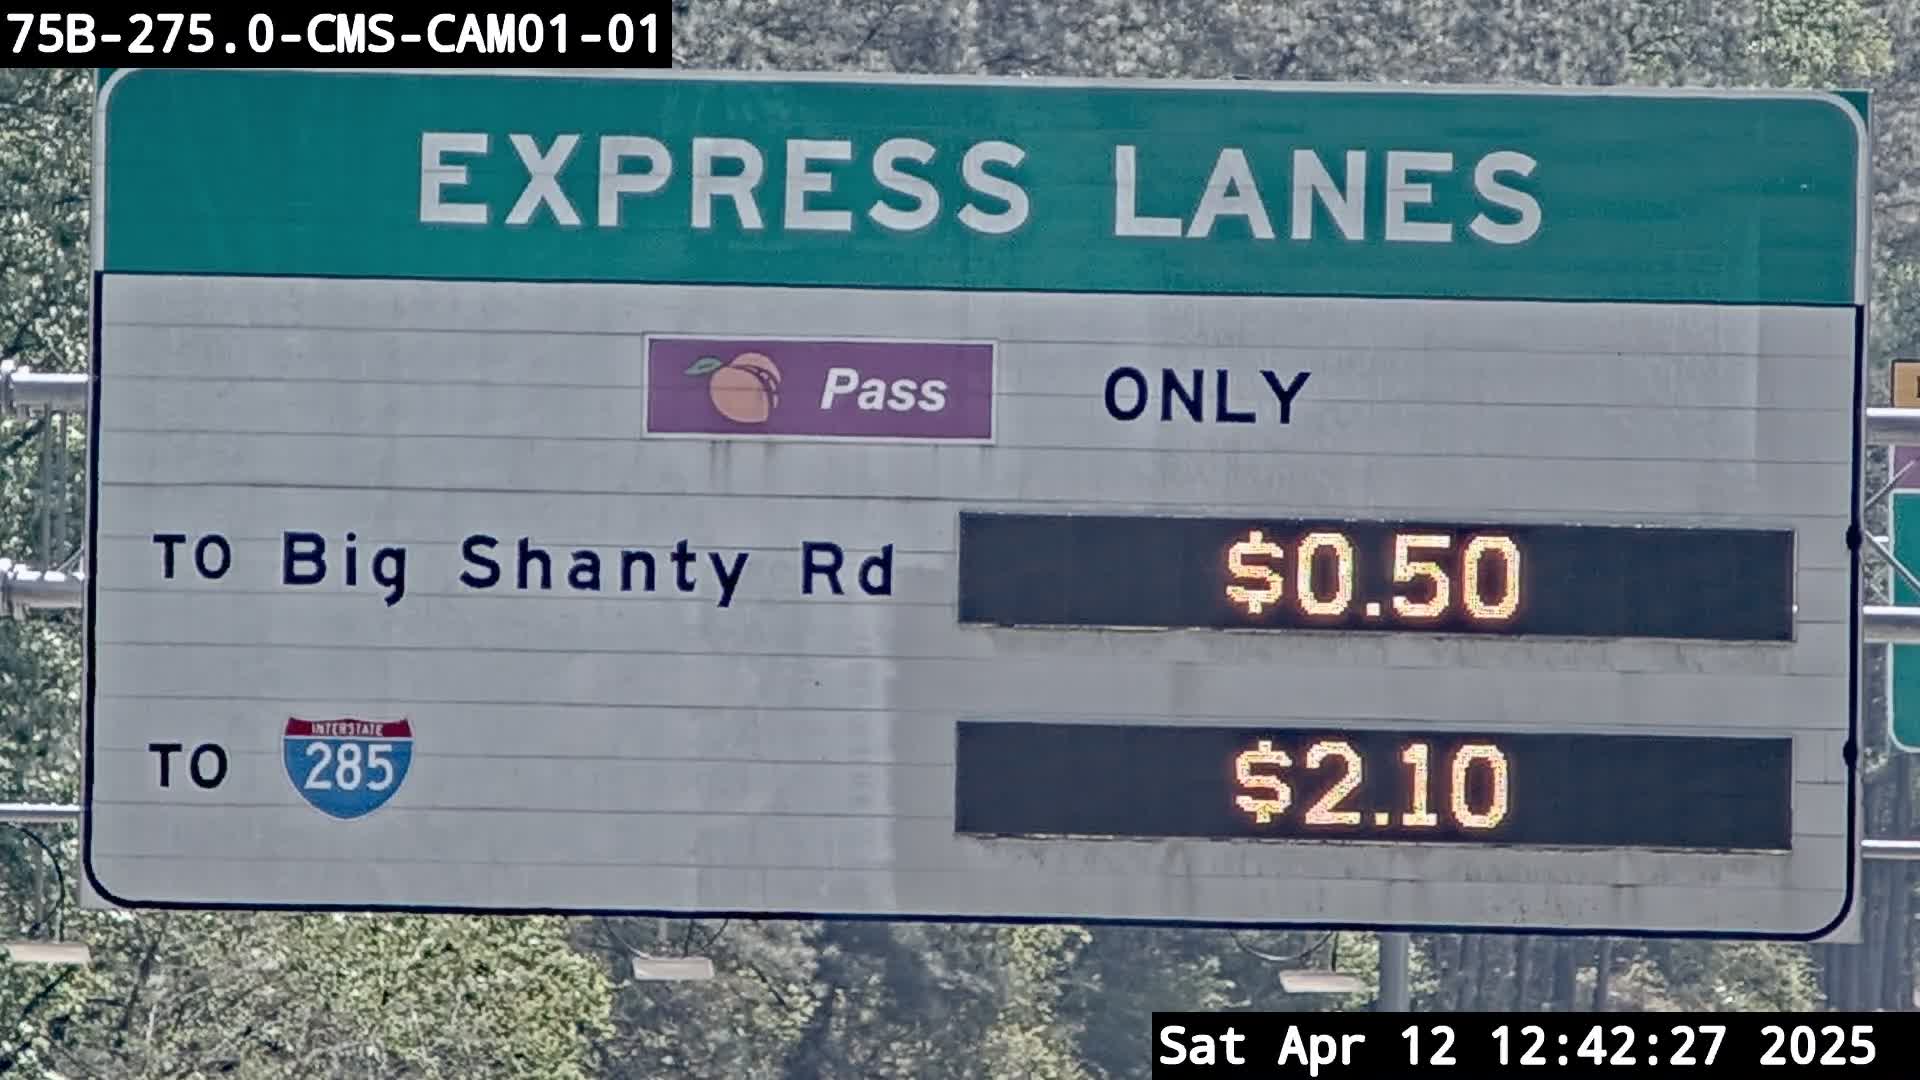 75B-275.0-CMS-CAM01-01
EXPRESS LANES
Pass ONLY
TO Big Shanty Rd $0.50
INTERSTATE
TO 285 $2.10
Sat Apr 12 12:42:27 2025